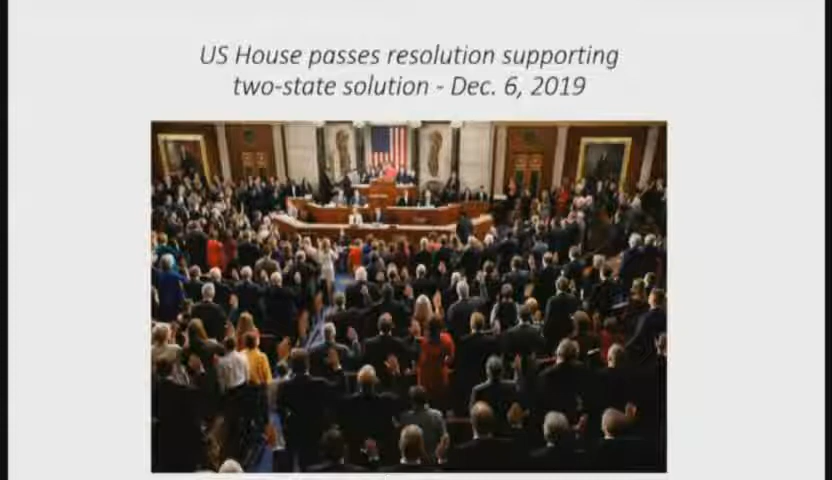 US House passes resolution supporting
two-state solution - Dec. 6, 2019